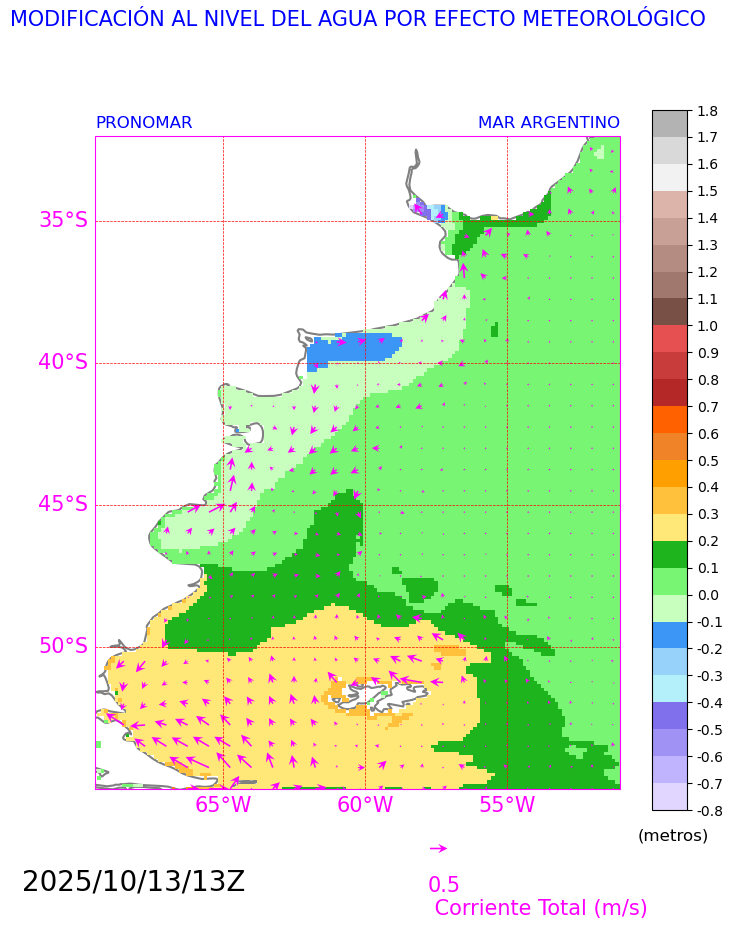 MODIFICACIÓN AL NIVEL DEL AGUA POR EFECTO METEOROLÓGICO
PRONOMAR
MAR ARGENTINO
35°S
40°S
45°S
50°S
65°W
60°W
55°W
1.8
1.7
1.6
1.5
1.4
1.3
1.2
1.1
1.0
0.9
0.8
0.7
0.6
0.5
0.4
0.3
0.2
0.1
0.0
-0.1
-0.2
-0.3
-0.4
-0.5
-0.6
-0.7
-0.8
(metros)
2025/10/13/13Z
0.5
Corriente Total (m/s)